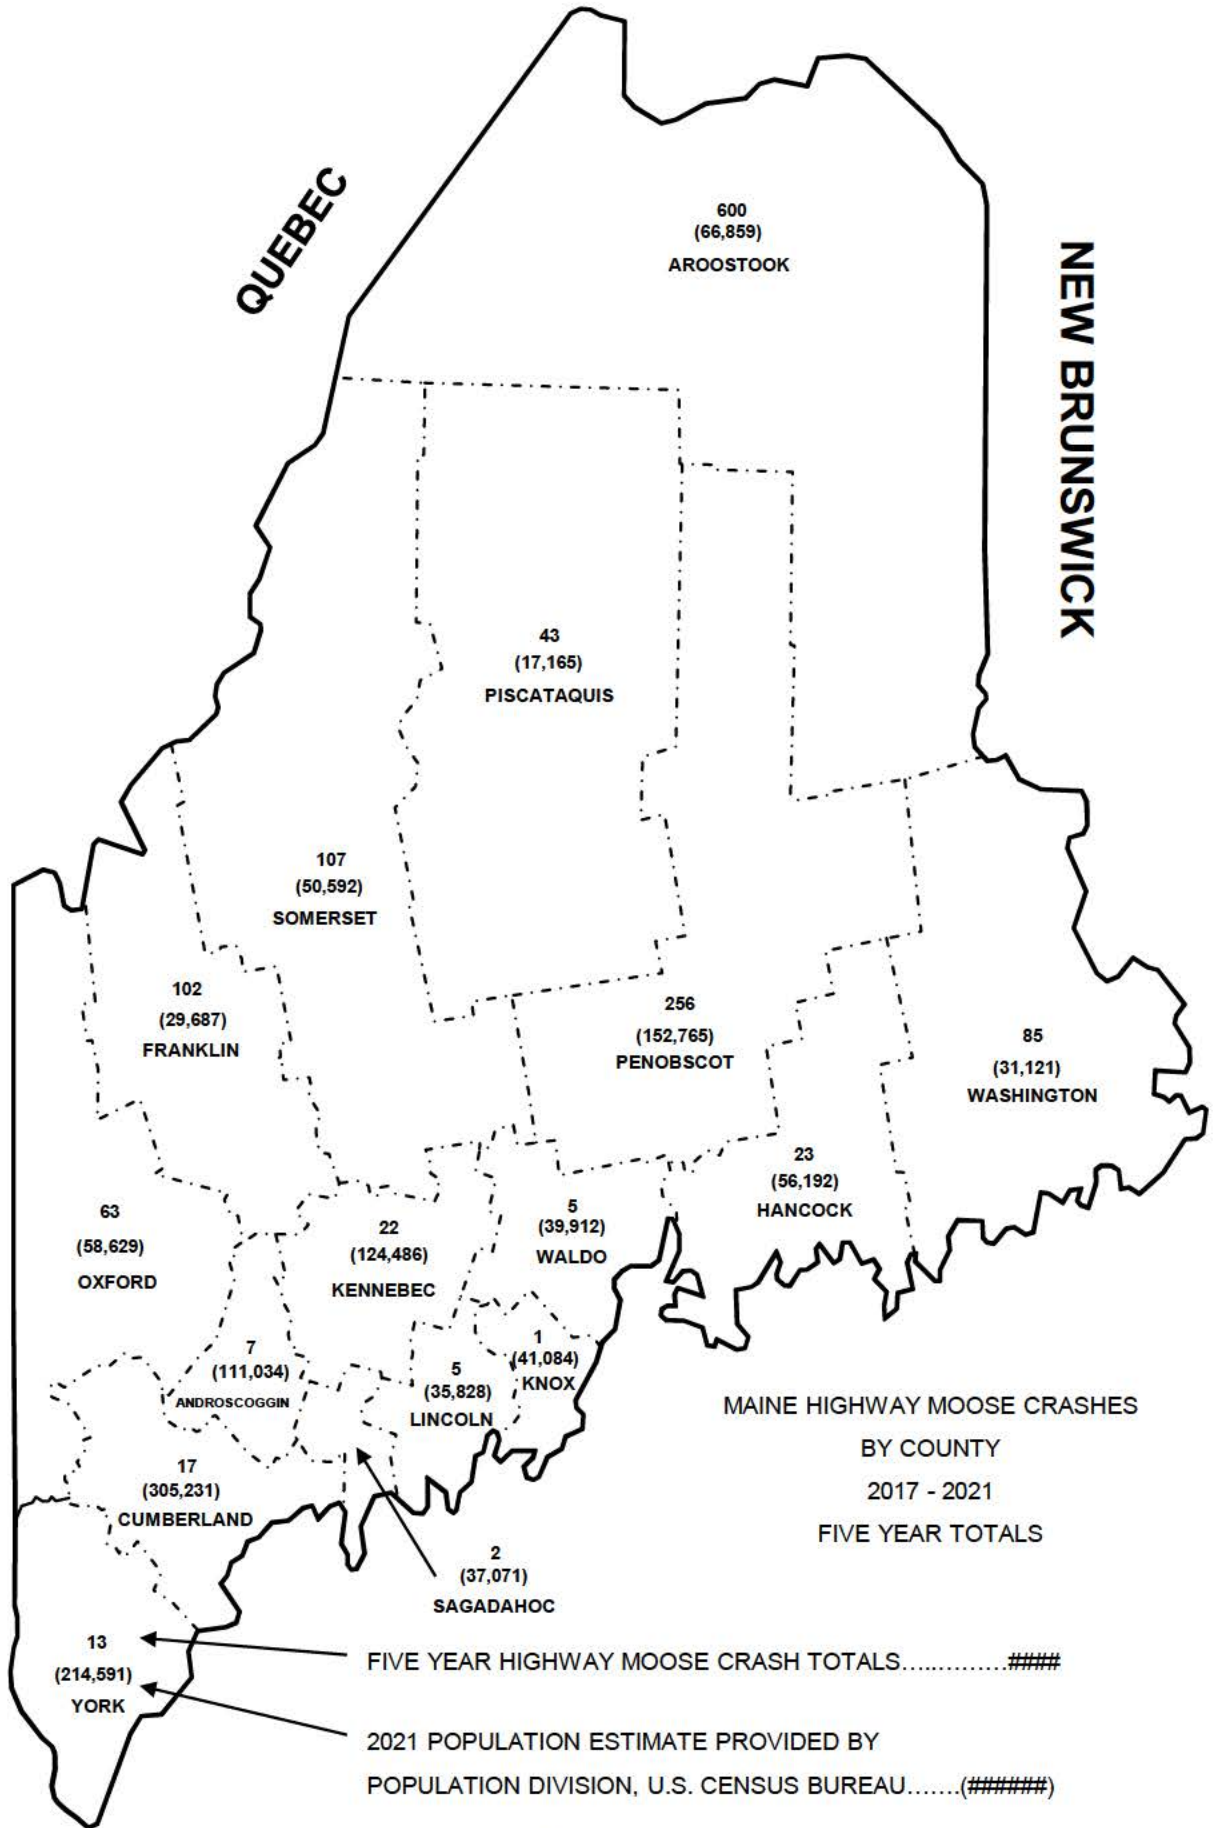 QUEBEC
NEW BRUNSWICK
600
(66,859)
AROOSTOOK
43
(17,165)
PISCATAQUIS
107
(50,592)
SOMERSET
102
(29,687)
FRANKLIN
256
(152,765)
PENOBSCOT
85
(31,121)
WASHINGTON
23
(56,192)
HANCOCK
63
(58,629)
OXFORD
22
(124,486)
KENNEBEC
5
(39,912)
WALDO
7
(111,034)
ANDROSCOGGIN
5
(35,828)
LINCOLN
1
(41,084)
KNOX
17
(305,231)
CUMBERLAND
2
(37,071)
SAGADAHOC
13
(214,591)
YORK
MAINE HIGHWAY MOOSE CRASHES
BY COUNTY
2017 - 2021
FIVE YEAR TOTALS
FIVE YEAR HIGHWAY MOOSE CRASH TOTALS..............####
2021 POPULATION ESTIMATE PROVIDED BY
POPULATION DIVISION, U.S. CENSUS BUREAU.......(######)